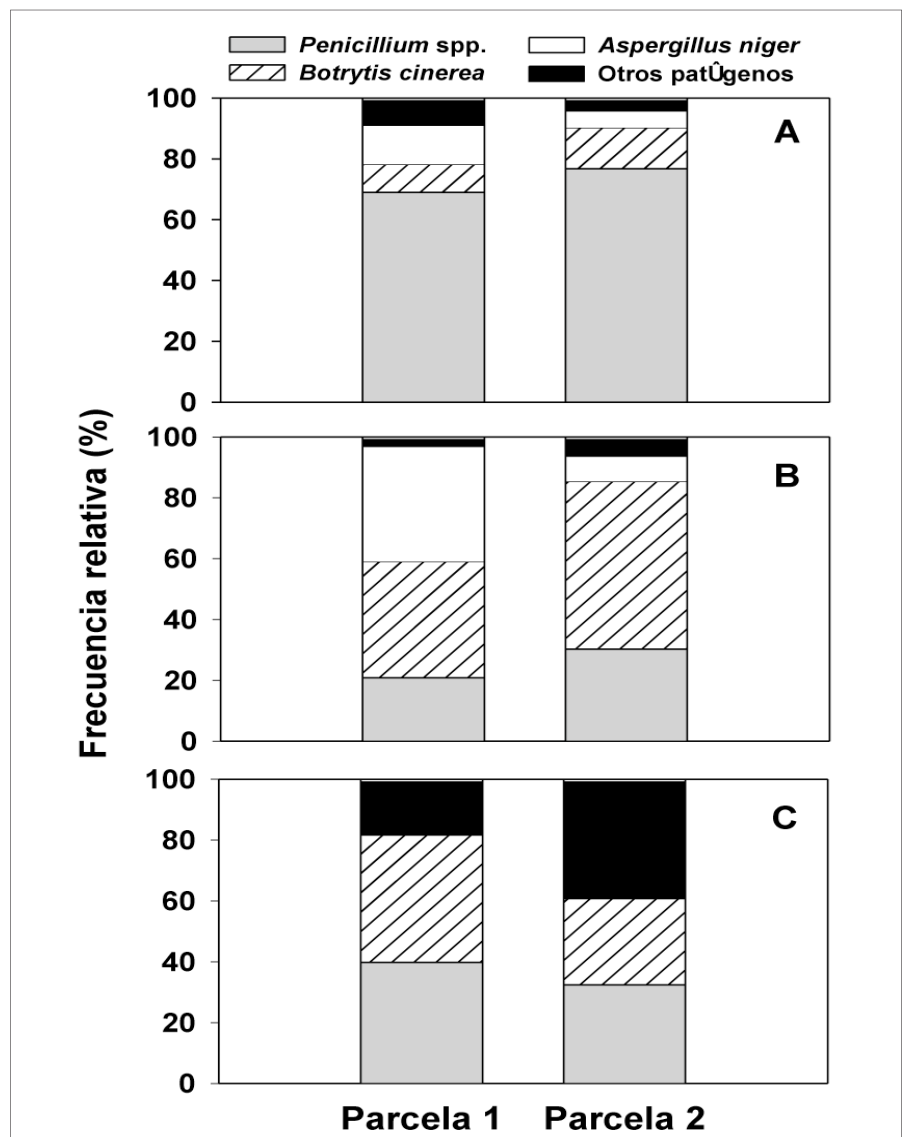 Penicillium spp. Aspergillus niger
Botrytis cinerea Otros patÛgenos
100
80
60
40
20
0
A
100
80
60
40
20
0
B
100
80
60
40
20
0
C
Frecuencia relativa (%)
Parcela 1 Parcela 2